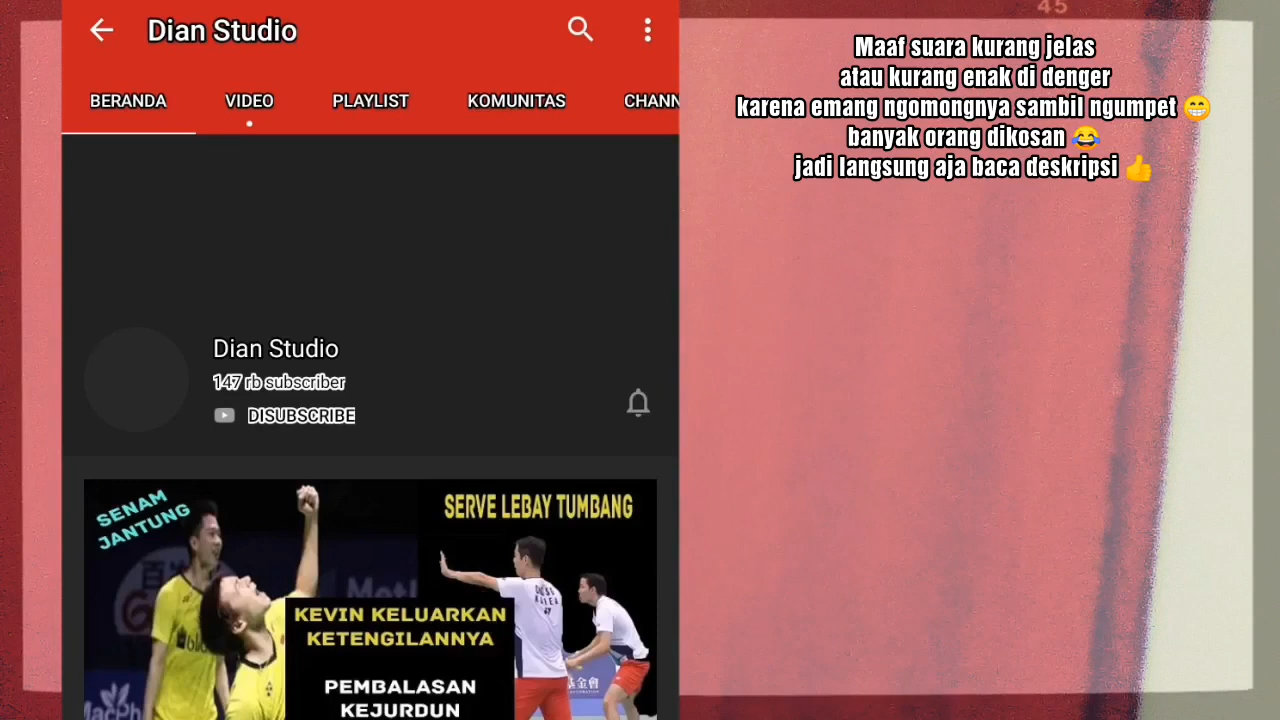 45
Dian Studio
BERANDA VIDEO PLAYLIST KOMUNITAS CHANN
Maaf suara kurang jelas
atau kurang enak di denger
karena emang ngomongnya sambil ngumpet 😁
banyak orang dikosan 😂
jadi langsung aja baca deskripsi 👍
Dian Studio
147 rb subscriber
DISUBSCRIBE
SENAM
JANTUNG
SERVE LEBAY TUMBANG
KEVIN KELUARKAN
KETENGILANNYA
PEMBALASAN
KEJURDUN